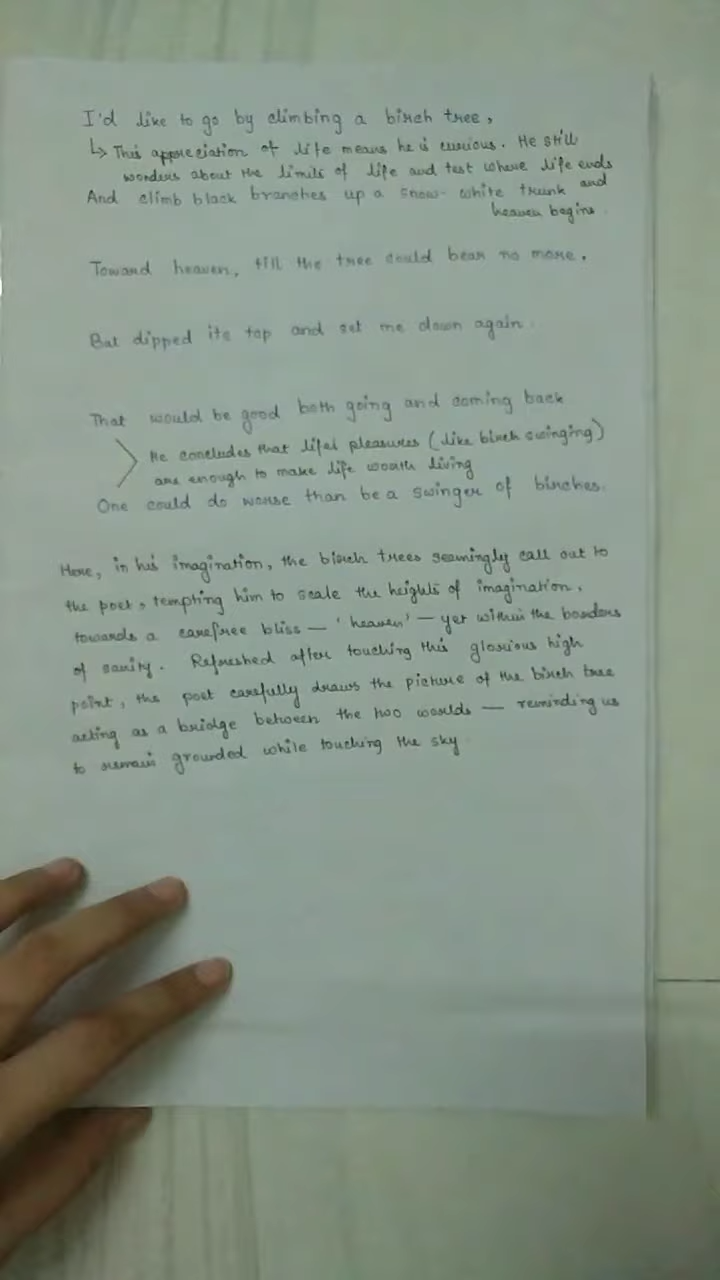 I'd like to go by climbing a birch tree,
↳ This appreciation of life means he is curious. He still
wonders about the limits of life and test where life ends
And climb black branches up a snow-white trunk and
heaven begins.
Toward heaven, till the tree could bear no more,
But dipped its top and set me down again.
That would be good both going and coming back
He concludes that life's pleasures (like birch swinging)
are enough to make life worth living
One could do worse than be a swinger of birches.
Here, in his imagination, the birch trees seemingly call out to
the poet, tempting him to scale the heights of imagination,
towards a carefree bliss — 'heaven' — yet within the borders
of sanity. Refreshed after touching this glorious high
point, the poet carefully draws the picture of the birch tree
acting as a bridge between the two worlds — reminding us
to remain grounded while touching the sky